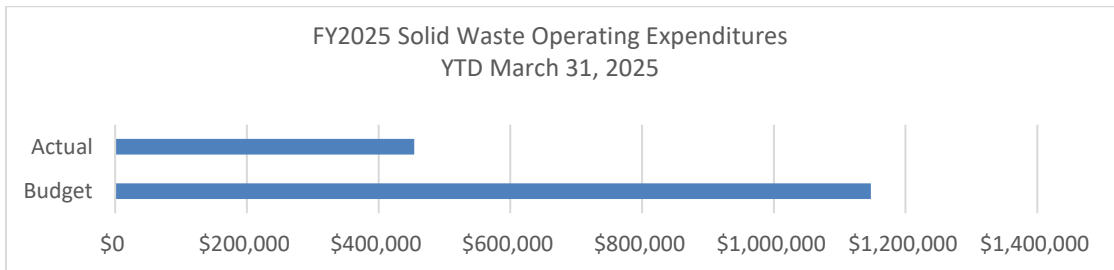 FY2025 Solid Waste Operating Expenditures
YTD March 31, 2025
Actual
Budget
$0 $200,000 $400,000 $600,000 $800,000 $1,000,000 $1,200,000 $1,400,000